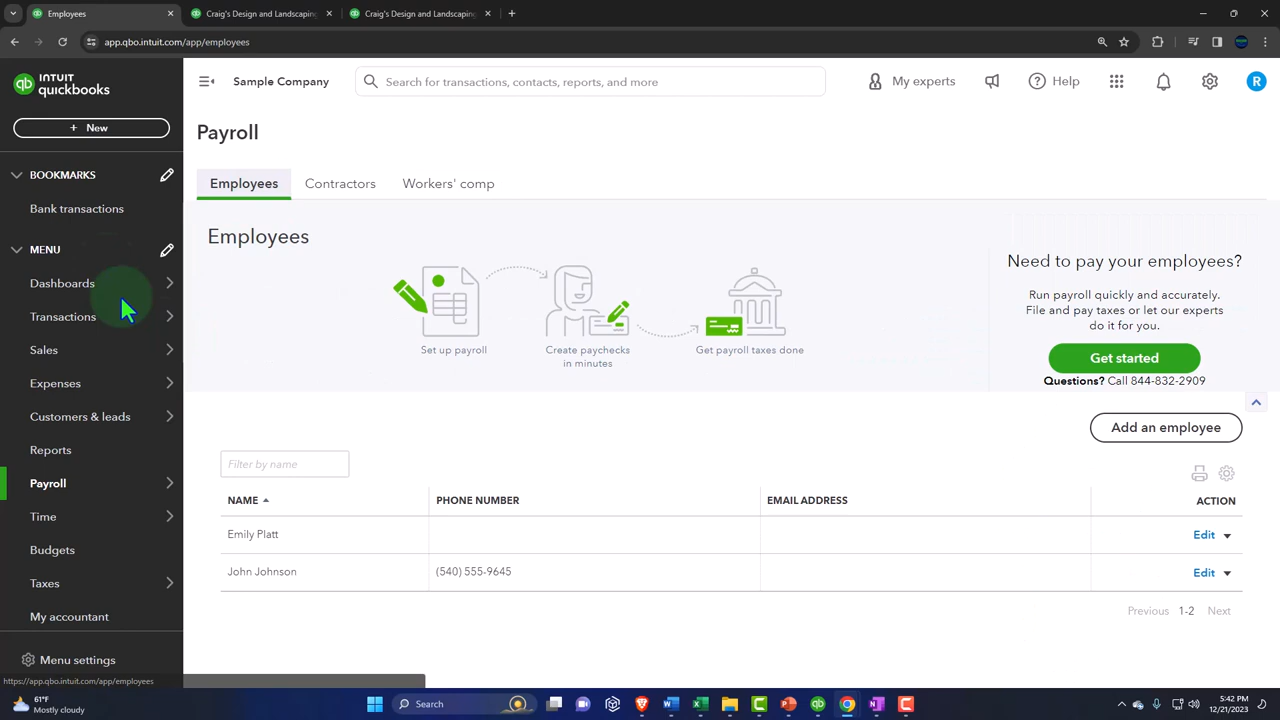 Employees
Craig's Design and Landscaping
Craig's Design and Landscaping
app.qbo.intuit.com/app/employees
INTUIT
quickbooks
Sample Company
Search for transactions, contacts, reports, and more
My experts
Help
R
+ New
Payroll
BOOKMARKS
Employees
Contractors
Workers' comp
Bank transactions
Employees
MENU
Need to pay your employees?
Dashboards
Run payroll quickly and accurately.
File and pay taxes or let our experts
do it for you.
Transactions
Sales
Set up payroll
Create paychecks
in minutes
Get payroll taxes done
Get started
Questions? Call 844-832-2909
Expenses
Customers & leads
Add an employee
Reports
Filter by name
Payroll
NAME
PHONE NUMBER
EMAIL ADDRESS
ACTION
Time
Emily Platt
Edit
Budgets
John Johnson
(540) 555-9645
Edit
Taxes
Previous 1-2 Next
My accountant
Menu settings
https://app.qbo.intuit.com/app/employees
61°F
Mostly cloudy
Search
5:42 PM
12/21/2023